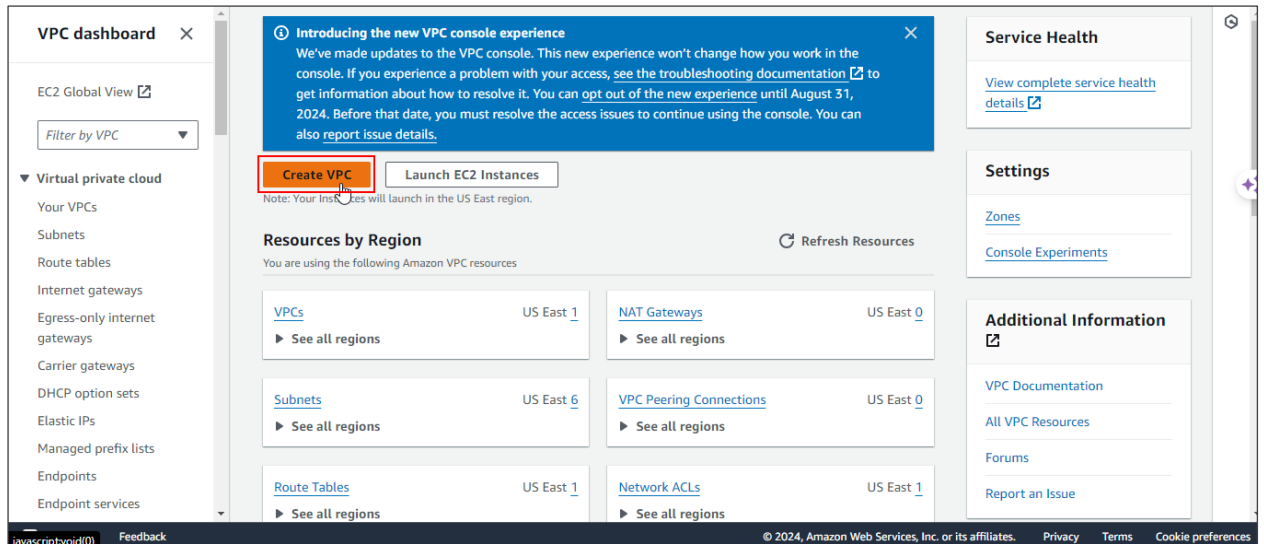 VPC dashboard
EC2 Global View
Filter by VPC
Virtual private cloud
Your VPCs
Subnets
Route tables
Internet gateways
Egress-only internet
gateways
Carrier gateways
DHCP option sets
Elastic IPs
Managed prefix lists
Endpoints
Endpoint services
Introducing the new VPC console experience
We've made updates to the VPC console. This new experience won't change how you work in the
console. If you experience a problem with your access, see the troubleshooting documentation to
get information about how to resolve it. You can opt out of the new experience until August 31,
2024. Before that date, you must resolve the access issues to continue using the console. You can
also report issue details.
Create VPC
Launch EC2 Instances
Note: Your will launch in the US East region.
Resources by Region
Refresh Resources
You are using the following Amazon VPC resources
VPCs US East 1
See all regions
NAT Gateways US East 0
See all regions
Subnets US East 6
See all regions
VPC Peering Connections US East 0
See all regions
Route Tables US East 1
See all regions
Network ACLs US East 1
See all regions
Service Health
View complete service health
details
Settings
Zones
Console Experiments
Additional Information
VPC Documentation
All VPC Resources
Forums
Report an Issue
javascript:void(0)
Feedback
© 2024, Amazon Web Services, Inc. or its affiliates.
Privacy
Terms
Cookie preferences